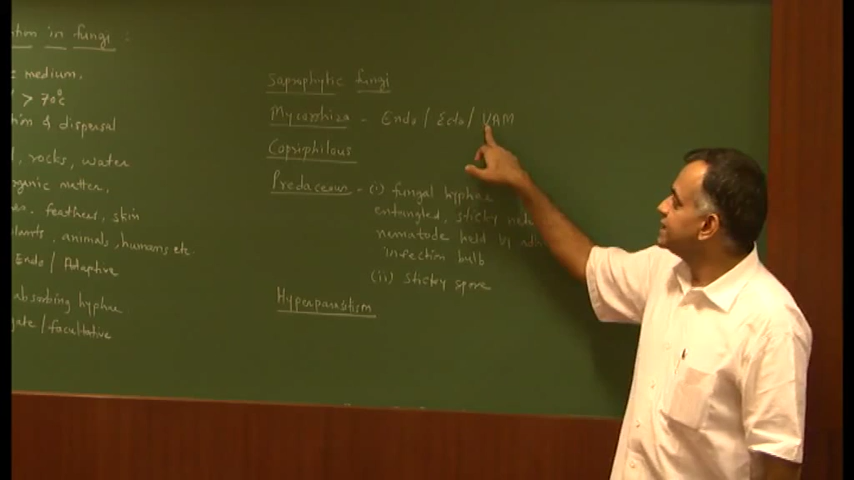 in fungi :
medium,
> 70°c
& dispersal
rocks, water
organic matter,
feathers, skin
plants, animals, humans etc.
Endo / Adaptive
absorbing hyphae
/ facultative
Saprophytic fungi
Mycorrhiza - Endo / Ecto / VAM
Copriphilous
Predaceous - (i) fungal hyphae
entangled, sticky
nematode held by
infection bulb
(ii) sticky spore
Hyperparasitism